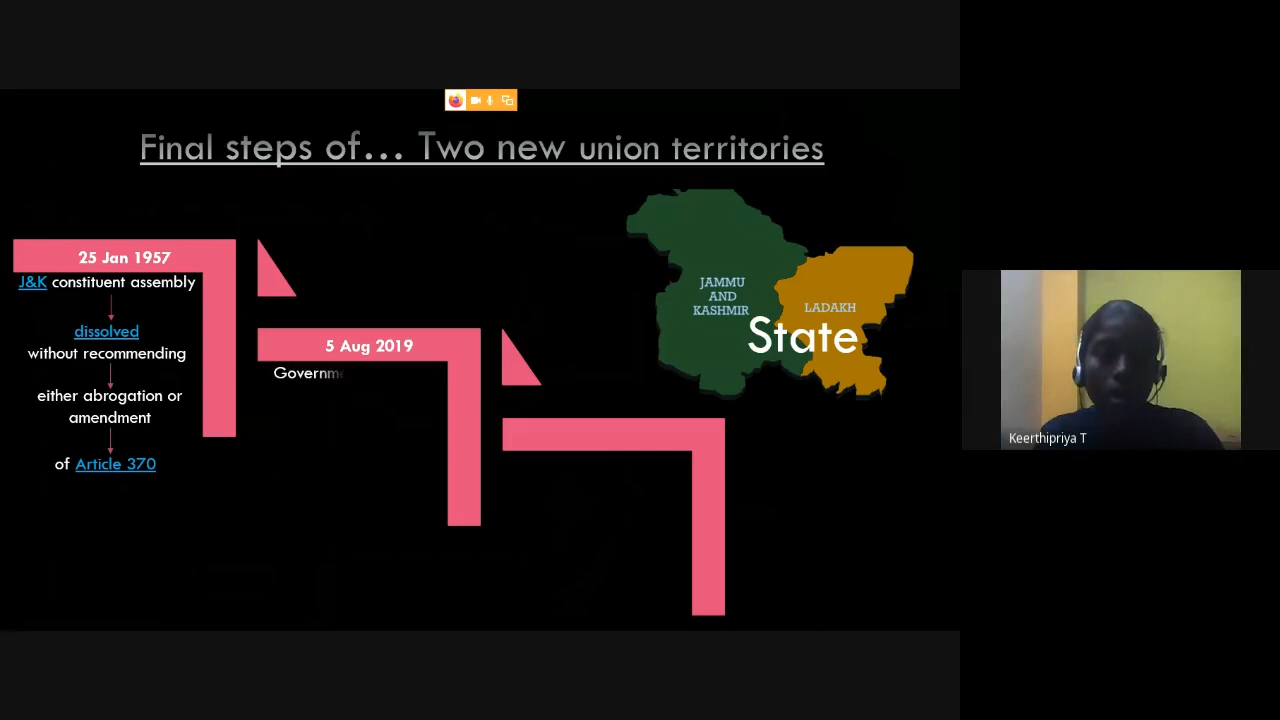 Final steps of... Two new union territories
25 Jan 1957
J&K constituent assembly
dissolved
without recommending
either abrogation or
amendment
of Article 370
5 Aug 2019
Governm
JAMMU
AND
KASHMIR
LADAKH
State
Keerthipriya T